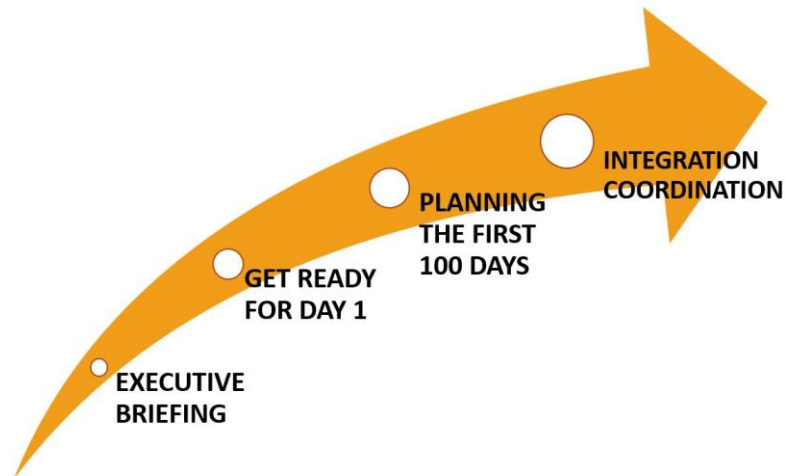 EXECUTIVE
BRIEFING
GET READY
FOR DAY 1
PLANNING
THE FIRST
100 DAYS
INTEGRATION
COORDINATION